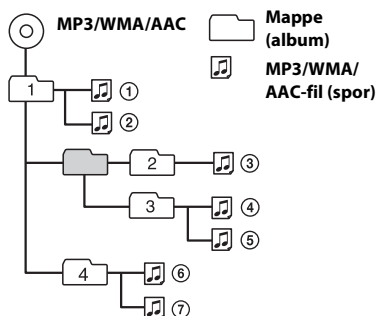 MP3/WMA/AAC
Mappe
(album)
MP3/WMA/
AAC-fil (spor)
1
①
②
2
③
3
④
⑤
4
⑥
⑦